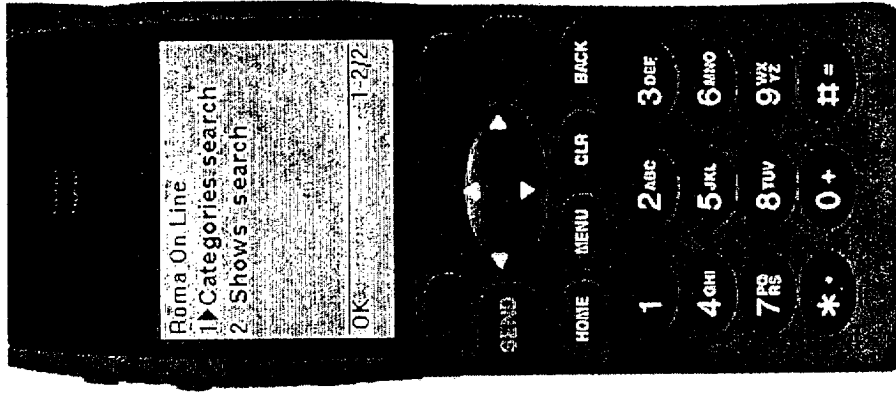 Roma On Line
1▶Categories search
2 Shows search
OK 1-2/2
SEND
HOME MENU CLR BACK
1 2ABC 3DEF
4GHI 5JKL 6MNO
7PQRS 8TUV 9WXYZ
*· 0+ #=